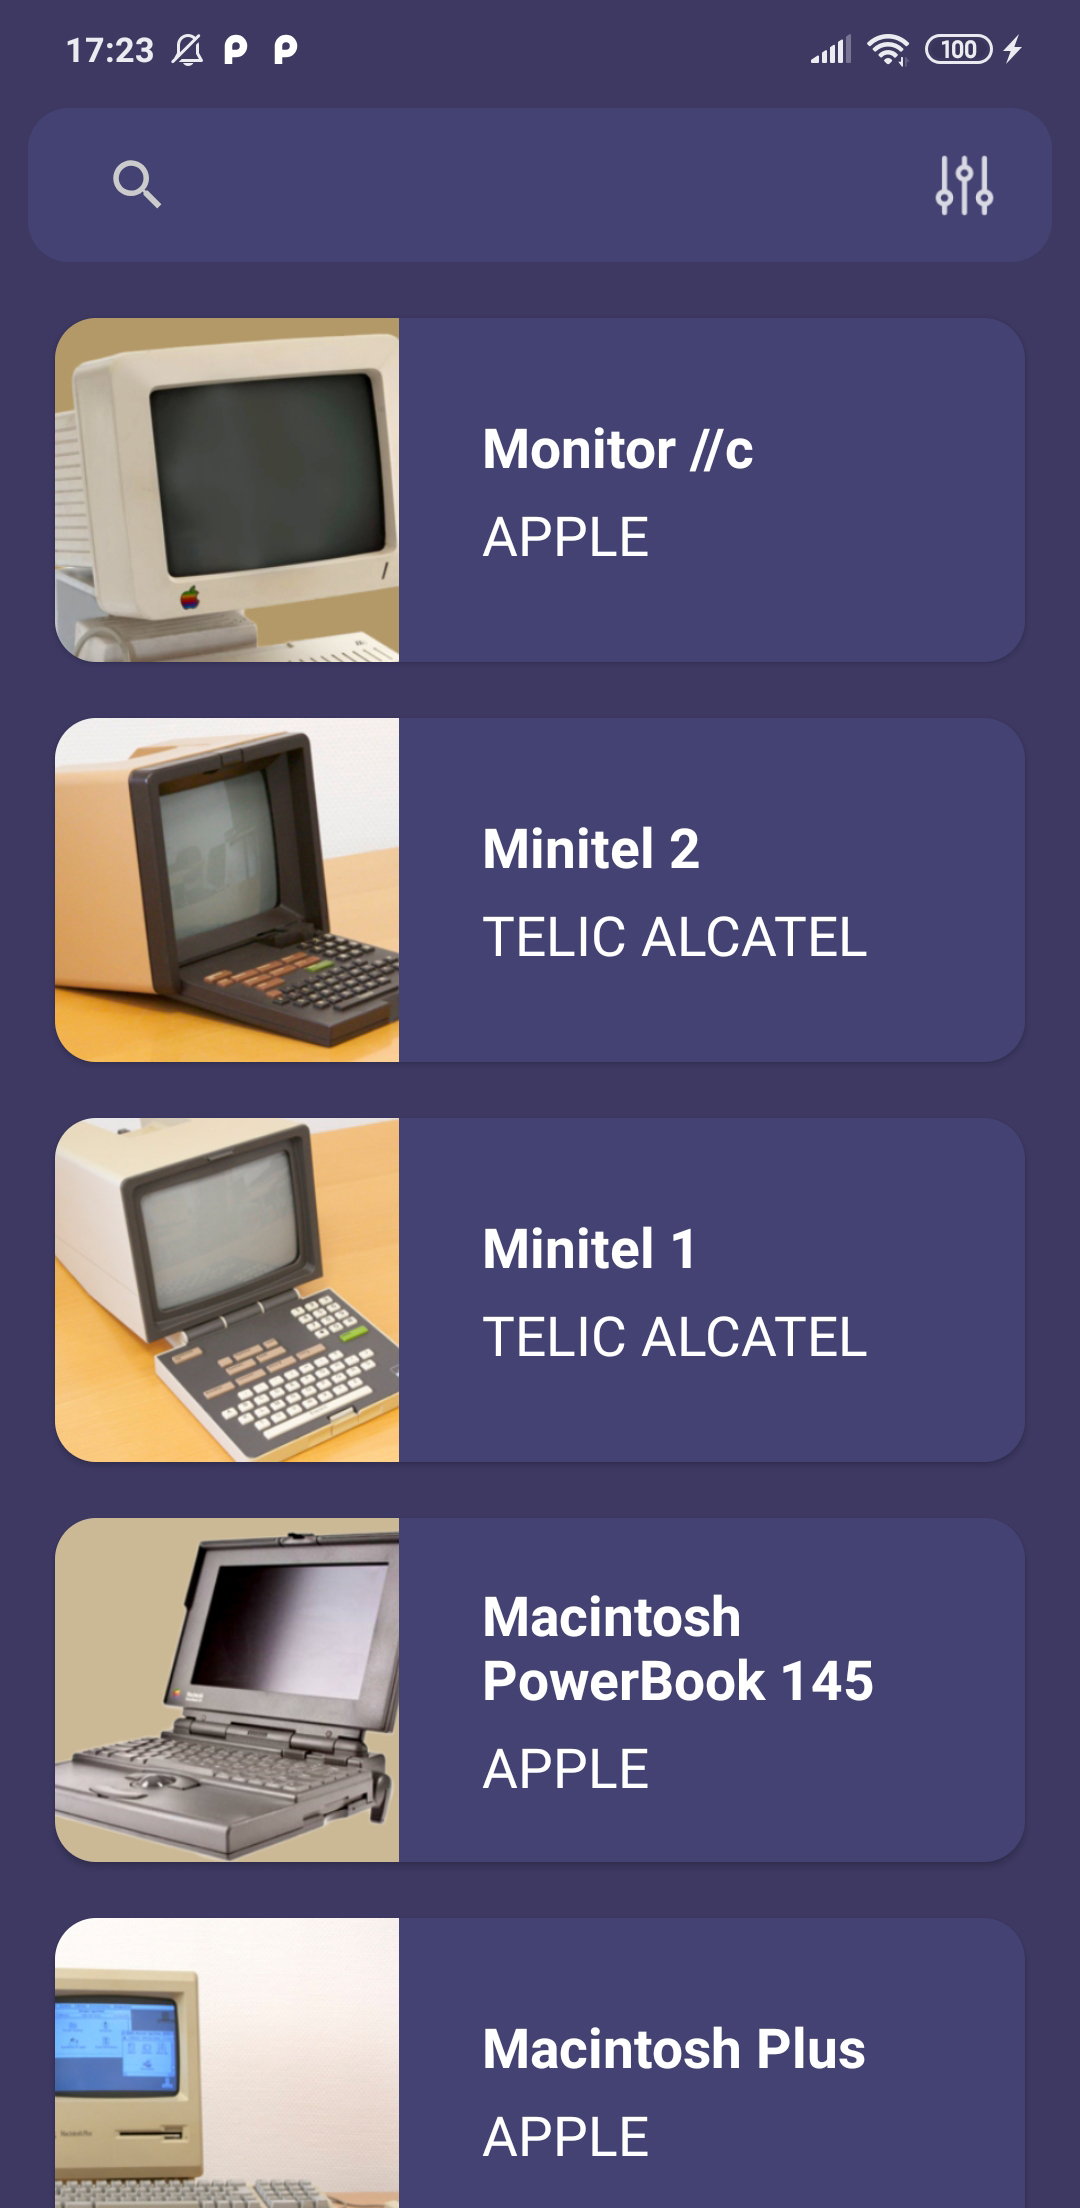 17:23
100
Monitor //c
APPLE
Minitel 2
TELIC ALCATEL
Minitel 1
TELIC ALCATEL
Macintosh
PowerBook 145
APPLE
Macintosh Plus
APPLE